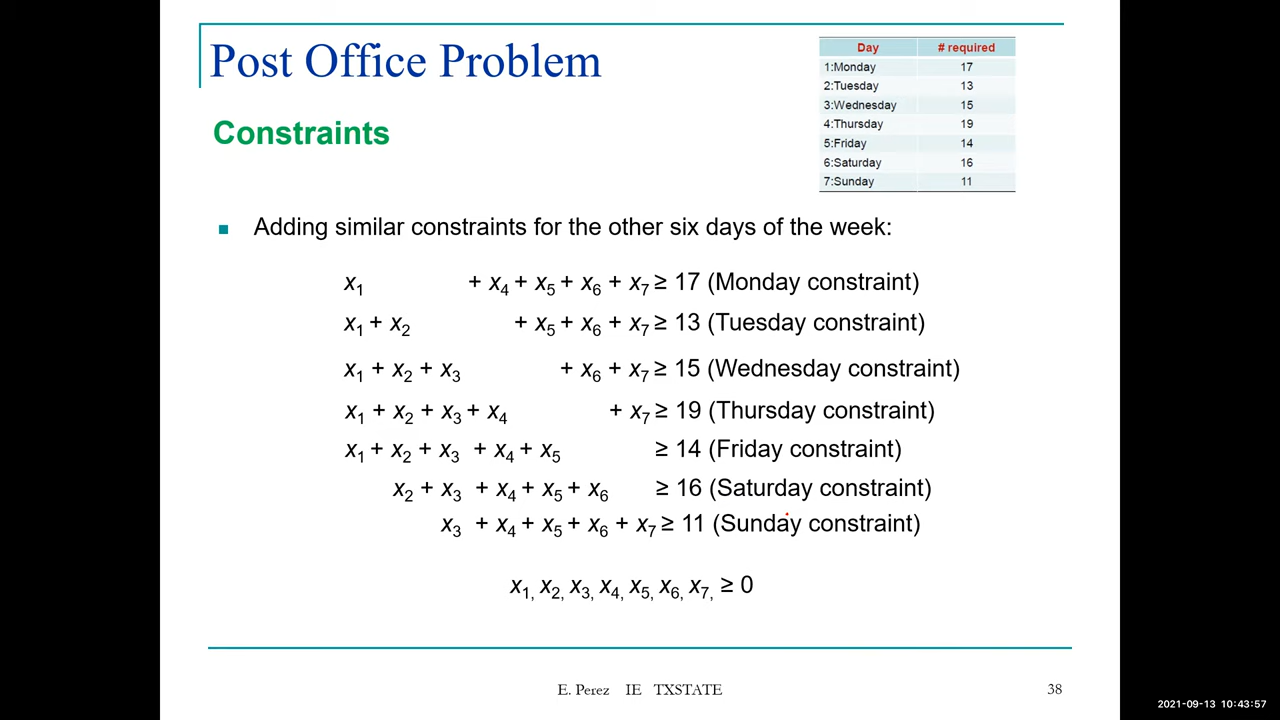 Post Office Problem
Day # required
1:Monday 17
2:Tuesday 13
3:Wednesday 15
4:Thursday 19
5:Friday 14
6:Saturday 16
7:Sunday 11
Constraints
Adding similar constraints for the other six days of the week:
x₁ + x₄ + x₅ + x₆ + x₇ ≥ 17 (Monday constraint)
x₁ + x₂ + x₅ + x₆ + x₇ ≥ 13 (Tuesday constraint)
x₁ + x₂ + x₃ + x₆ + x₇ ≥ 15 (Wednesday constraint)
x₁ + x₂ + x₃ + x₄ + x₇ ≥ 19 (Thursday constraint)
x₁ + x₂ + x₃ + x₄ + x₅ ≥ 14 (Friday constraint)
x₂ + x₃ + x₄ + x₅ + x₆ ≥ 16 (Saturday constraint)
x₃ + x₄ + x₅ + x₆ + x₇ ≥ 11 (Sunday constraint)
x₁, x₂, x₃, x₄, x₅, x₆, x₇, ≥ 0
E. Perez IE TXSTATE
38
2021-09-13 10:43:57